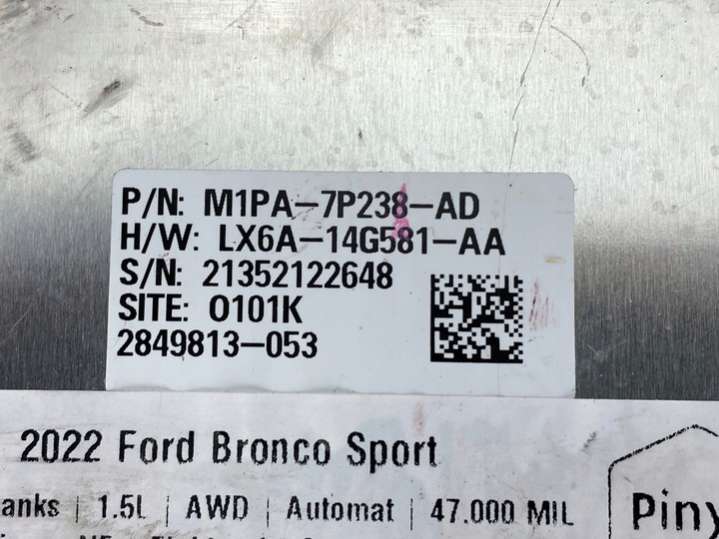 P/N: M1PA-7P238-AD
H/W: LX6A-14G581-AA
S/N: 21352122648
SITE: 0101K
2849813-053
2022 Ford Bronco Sport
anks | 1.5L | AWD | Automat | 47.000 MIL
Piny